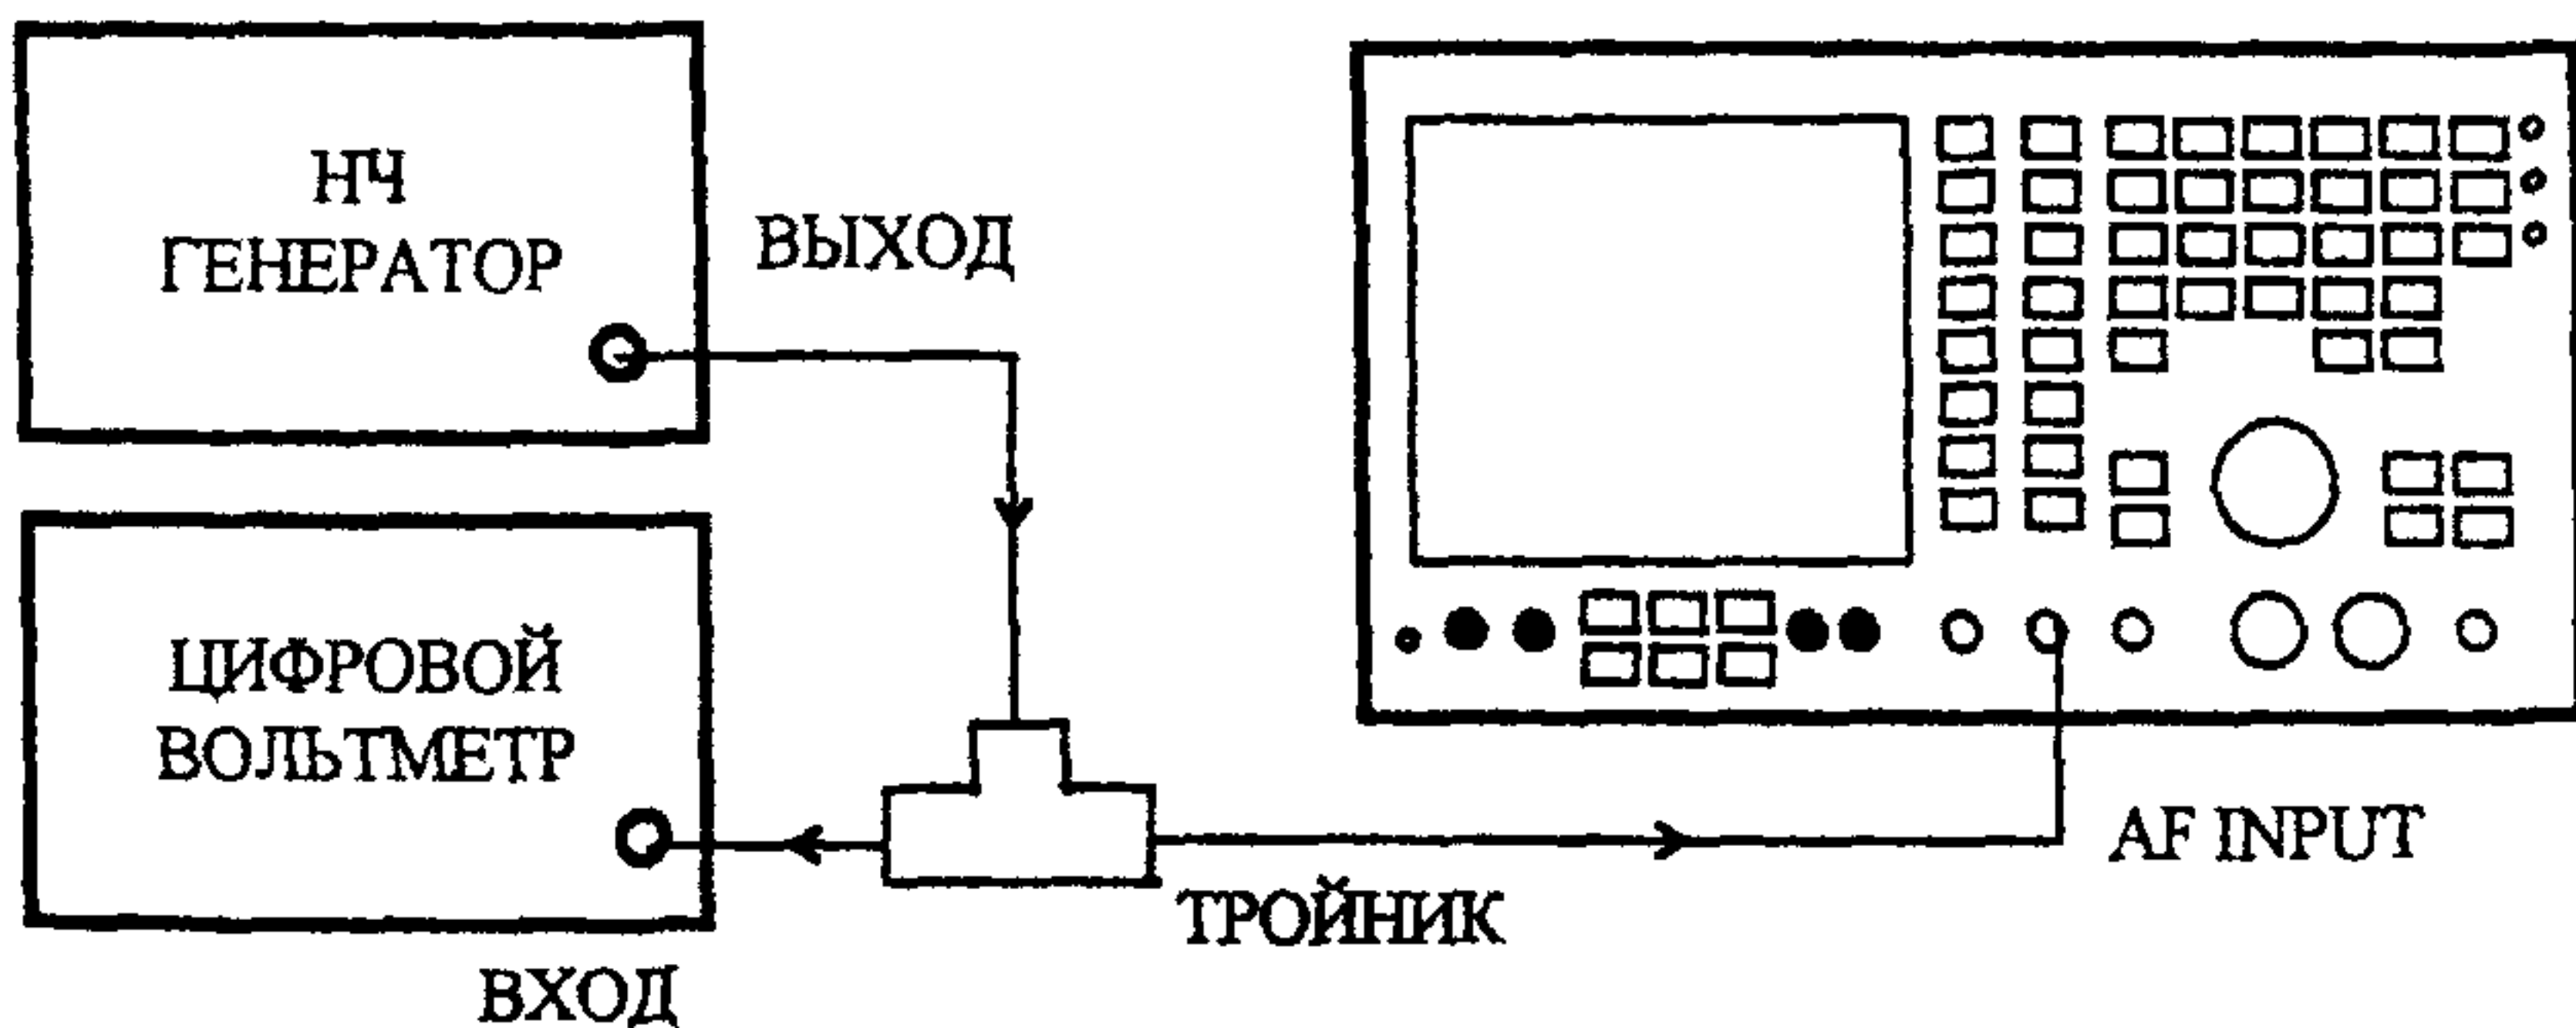 НЧ
ГЕНЕРАТОР
ВЫХОД
ЦИФРОВОЙ
ВОЛЬТМЕТР
ВХОД
ТРОЙНИК
AF INPUT